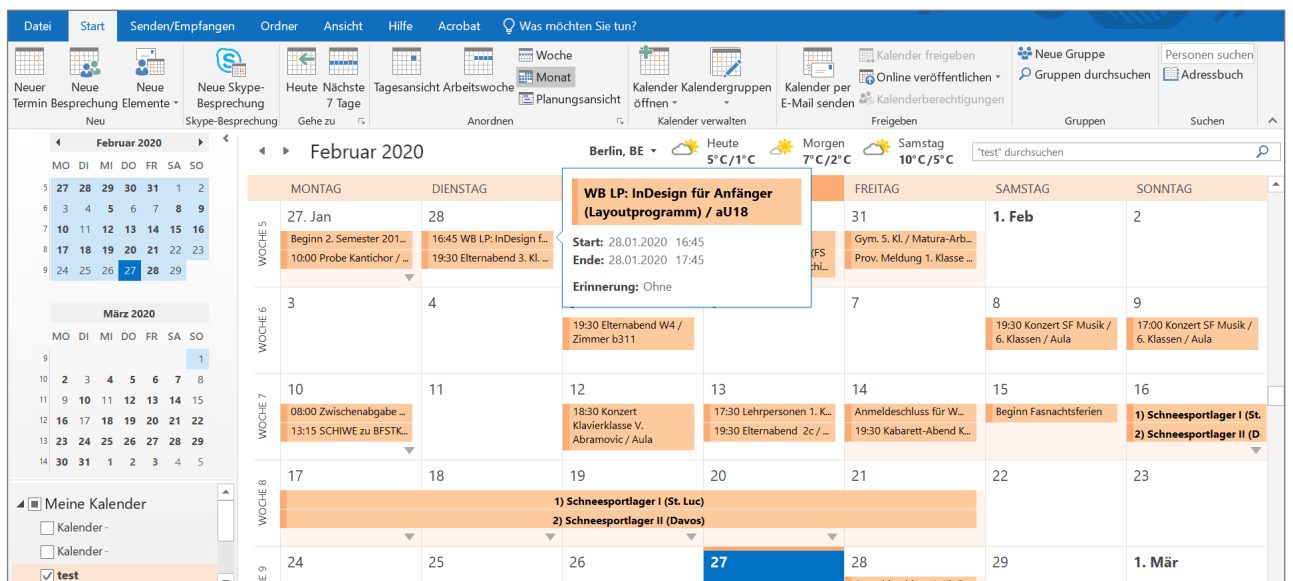 Datei Start Senden/Empfangen Ordner Ansicht Hilfe Acrobat Was möchten Sie tun?
Neuer Termin
Neue Besprechung
Neue Elemente
Neu
Neue Skype-Besprechung
Skype-Besprechung
Heute
Nächste 7 Tage
Gehe zu
Tagesansicht
Arbeitswoche
Woche
Monat
Planungsansicht
Anordnen
Kalender öffnen
Kalendergruppen
Kalender verwalten
Kalender per E-Mail senden
Kalender freigeben
Online veröffentlichen
Kalenderberechtigungen
Freigeben
Neue Gruppe
Gruppen durchsuchen
Gruppen
Personen suchen
Adressbuch
Suchen
Februar 2020
MO DI MI DO FR SA SO
5 27 28 29 30 31 1 2
6 3 4 5 6 7 8 9
7 10 11 12 13 14 15 16
8 17 18 19 20 21 22 23
9 24 25 26 27 28 29
März 2020
MO DI MI DO FR SA SO
9 1
10 2 3 4 5 6 7 8
11 9 10 11 12 13 14 15
12 16 17 18 19 20 21 22
13 23 24 25 26 27 28 29
14 30 31 1 2 3 4 5
Meine Kalender
Kalender -
Kalender -
test
Februar 2020
Berlin, BE
Heute
5°C/1°C
Morgen
7°C/2°C
Samstag
10°C/5°C
"test" durchsuchen
MONTAG DIENSTAG FREITAG SAMSTAG SONNTAG
WB LP: InDesign für Anfänger
(Layoutprogramm) / aU18
Start: 28.01.2020 16:45
Ende: 28.01.2020 17:45
Erinnerung: Ohne
WOCHE 5
27. Jan
Beginn 2. Semester 201...
10:00 Probe Kantichor / ...
28
16:45 WB LP: InDesign f...
19:30 Elternabend 3. Kl. ...
(FS
31
Gym. 5. Kl. / Matura-Arb...
Prov. Meldung 1. Klasse ...
1. Feb
2
WOCHE 6
3
4
19:30 Elternabend W4 /
Zimmer b311
7
8
19:30 Konzert SF Musik /
6. Klassen / Aula
9
17:00 Konzert SF Musik /
6. Klassen / Aula
WOCHE 7
10
08:00 Zwischenabgabe ...
13:15 SCHIWE zu BFSTK...
11
12
18:30 Konzert
Klavierklasse V.
Abramovic / Aula
13
17:30 Lehrpersonen 1. K...
19:30 Elternabend 2c / ...
14
Anmeldeschluss für W...
19:30 Kabarett-Abend K...
15
Beginn Fasnachtsferien
16
1) Schneesportlager I (St.
2) Schneesportlager II (D
WOCHE 8
17 18 19 20 21 22 23
1) Schneesportlager I (St. Luc)
2) Schneesportlager II (Davos)
24 25 26 27 28 29 1. Mär